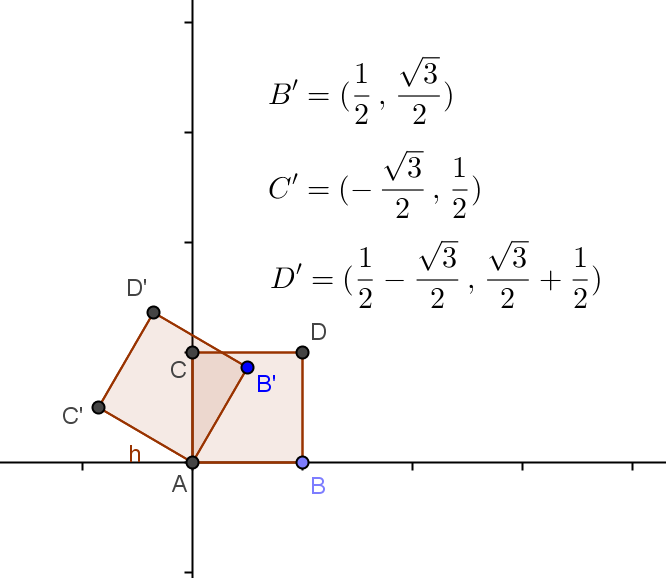 B′ = (1/2 , √3/2)
C′ = (− √3/2 , 1/2)
D′ = (1/2 − √3/2 , √3/2 + 1/2)
D'
D
C
B'
C'
h
A
B